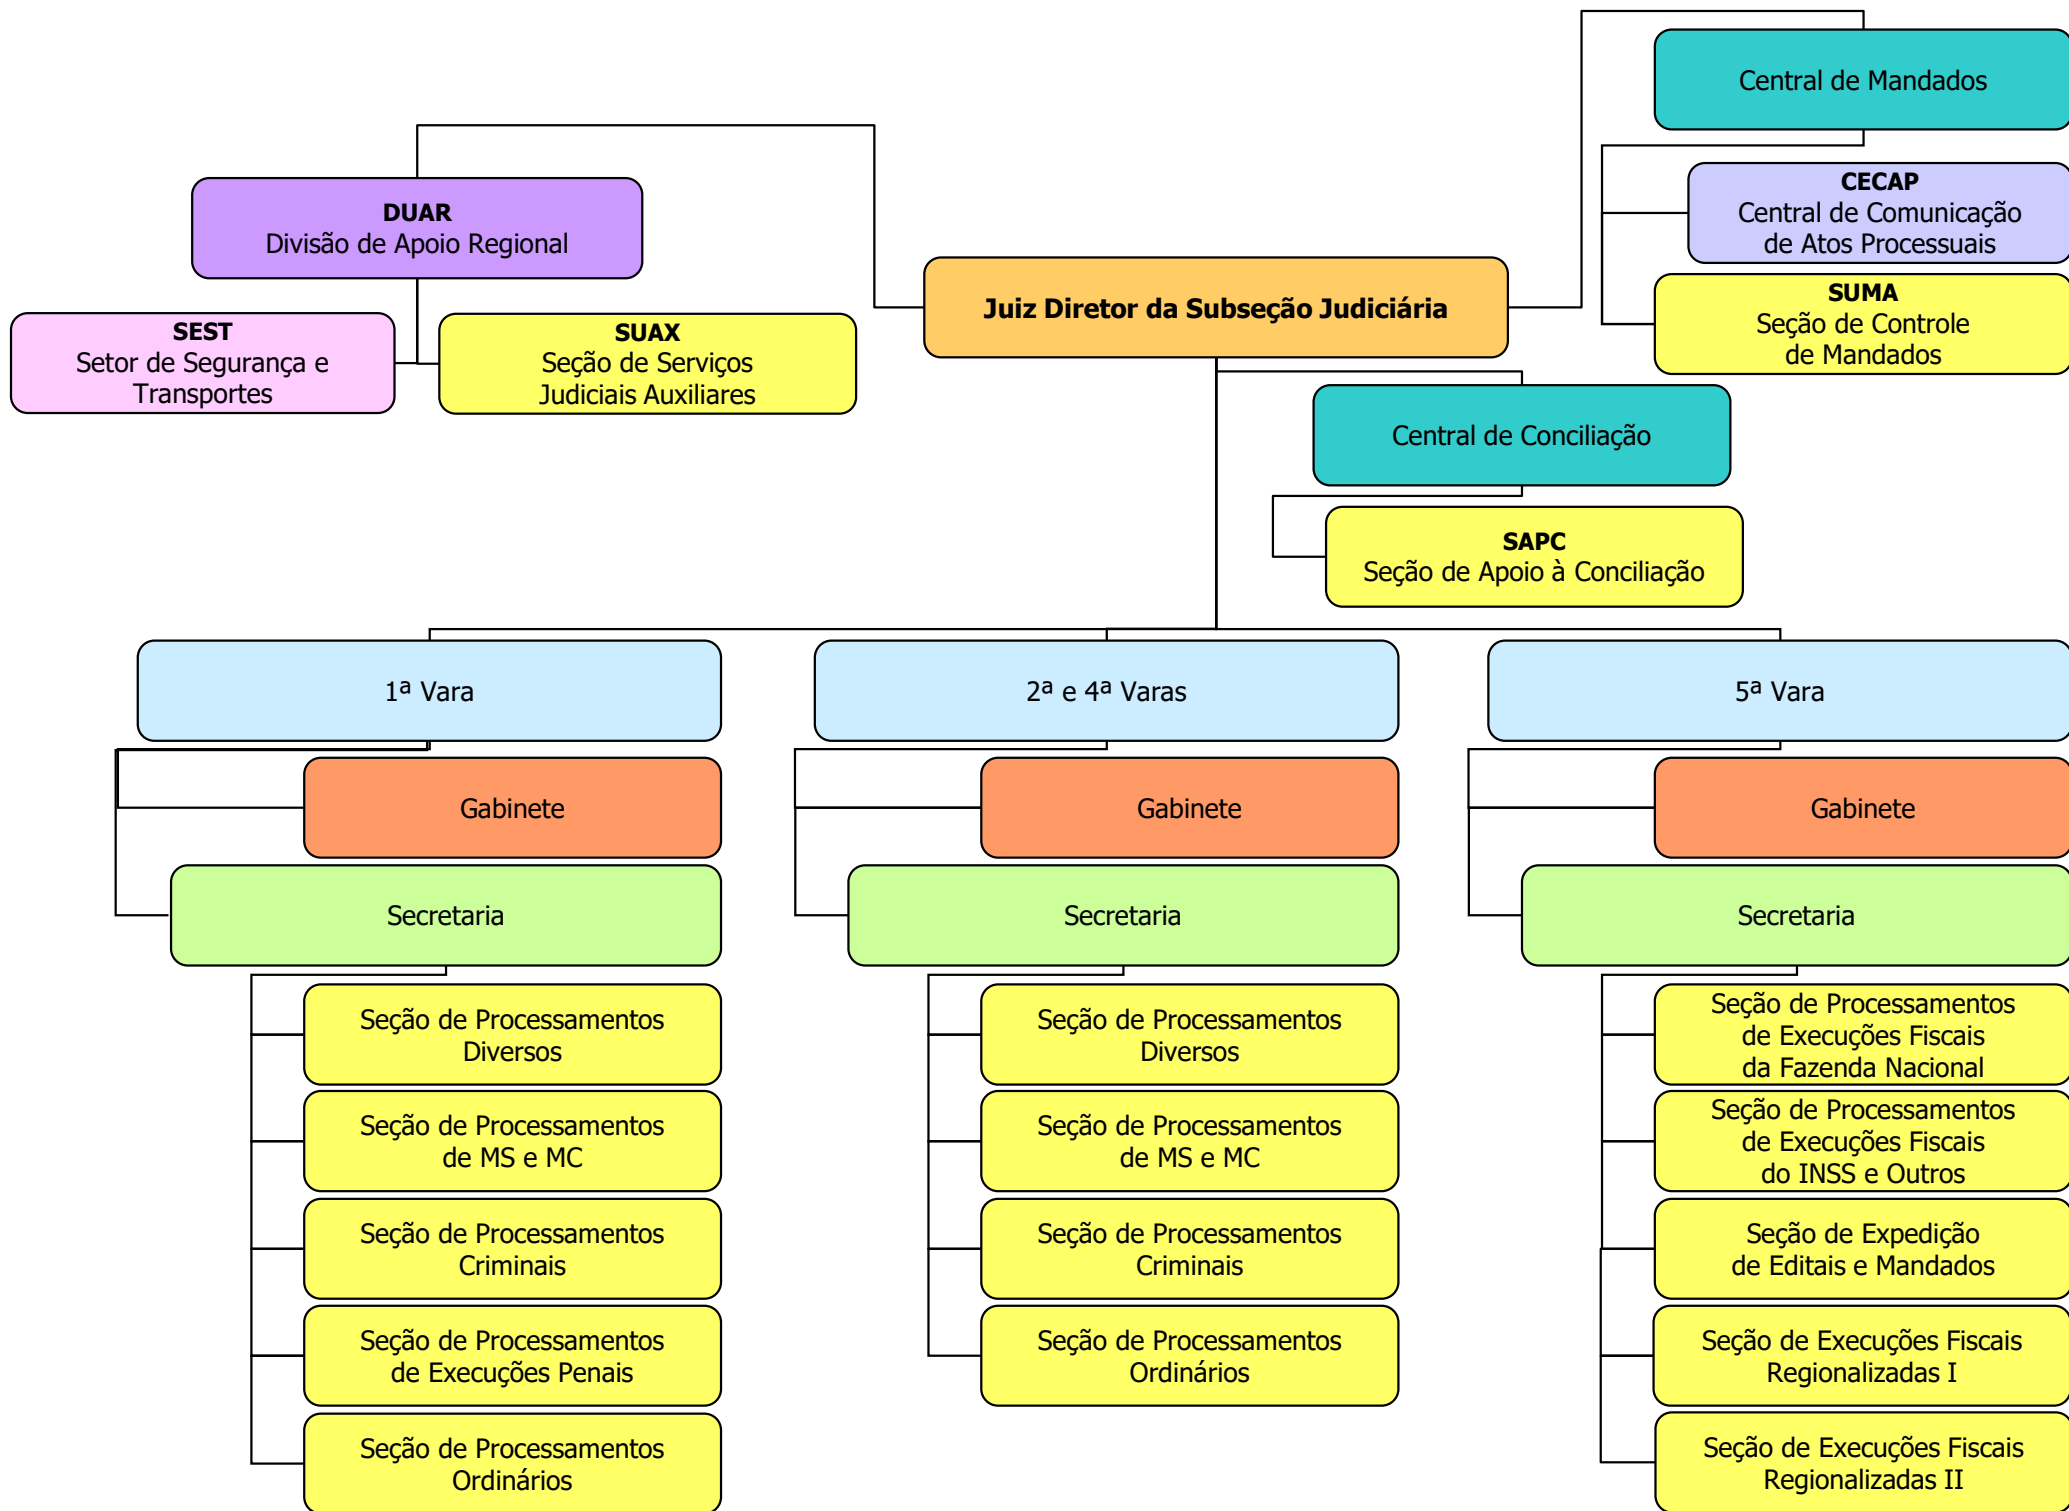 Central de Mandados
CECAP
Central de Comunicação
de Atos Processuais
SUMA
Seção de Controle
de Mandados
DUAR
Divisão de Apoio Regional
SEST
Setor de Segurança e
Transportes
SUAX
Seção de Serviços
Judiciais Auxiliares
Juiz Diretor da Subseção Judiciária
Central de Conciliação
SAPC
Seção de Apoio à Conciliação
1ª Vara
Gabinete
Secretaria
Seção de Processamentos
Diversos
Seção de Processamentos
de MS e MC
Seção de Processamentos
Criminais
Seção de Processamentos
de Execuções Penais
Seção de Processamentos
Ordinários
2ª e 4ª Varas
Gabinete
Secretaria
Seção de Processamentos
Diversos
Seção de Processamentos
de MS e MC
Seção de Processamentos
Criminais
Seção de Processamentos
Ordinários
5ª Vara
Gabinete
Secretaria
Seção de Processamentos
de Execuções Fiscais
da Fazenda Nacional
Seção de Processamentos
de Execuções Fiscais
do INSS e Outros
Seção de Expedição
de Editais e Mandados
Seção de Execuções Fiscais
Regionalizadas I
Seção de Execuções Fiscais
Regionalizadas II